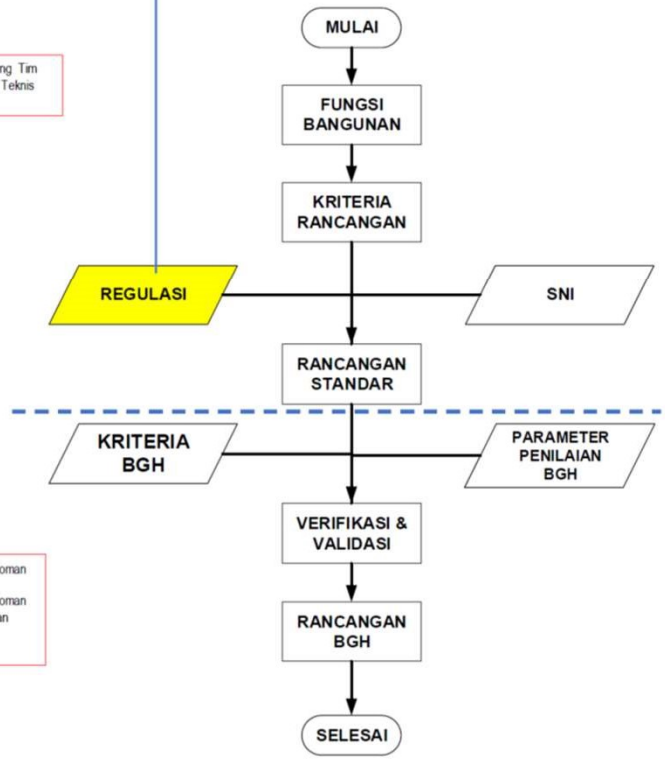 MULAI
ng Tim
Teknis
FUNGSI
BANGUNAN
KRITERIA
RANCANGAN
REGULASI
SNI
RANCANGAN
STANDAR
KRITERIA
BGH
PARAMETER
PENILAIAN
BGH
VERIFIKASI &
VALIDASI
oman
oman
an
RANCANGAN
BGH
SELESAI